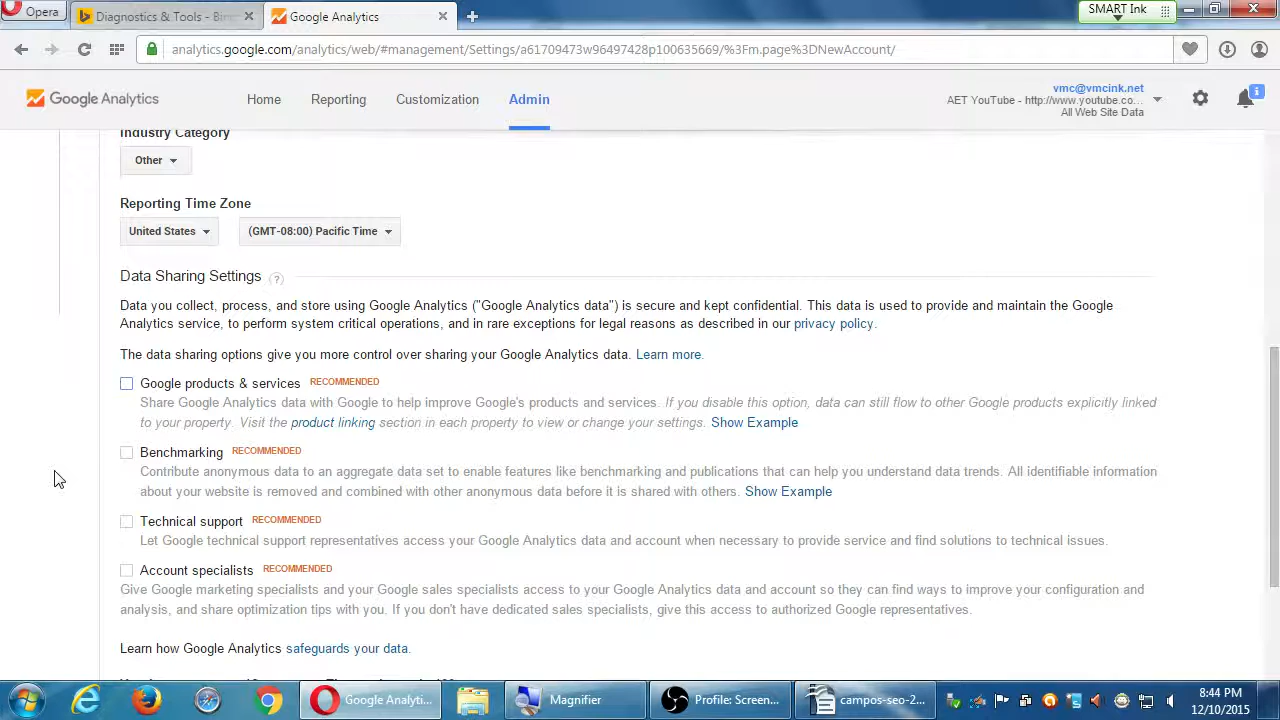 Opera
Diagnostics & Tools - Bin
Google Analytics
SMART Ink
analytics.google.com/analytics/web/#management/Settings/a61709473w96497428p100635669/%3Fm.page%3DNewAccount/
Google Analytics
Home
Reporting
Customization
Admin
vmc@vmcink.net
AET YouTube - http://www.youtube.co...
All Web Site Data
Industry Category
Other
Reporting Time Zone
United States
(GMT-08:00) Pacific Time
Data Sharing Settings ?
Data you collect, process, and store using Google Analytics ("Google Analytics data") is secure and kept confidential. This data is used to provide and maintain the Google
Analytics service, to perform system critical operations, and in rare exceptions for legal reasons as described in our privacy policy.
The data sharing options give you more control over sharing your Google Analytics data. Learn more.
Google products & services RECOMMENDED
Share Google Analytics data with Google to help improve Google's products and services. If you disable this option, data can still flow to other Google products explicitly linked
to your property. Visit the product linking section in each property to view or change your settings. Show Example
Benchmarking RECOMMENDED
Contribute anonymous data to an aggregate data set to enable features like benchmarking and publications that can help you understand data trends. All identifiable information
about your website is removed and combined with other anonymous data before it is shared with others. Show Example
Technical support RECOMMENDED
Let Google technical support representatives access your Google Analytics data and account when necessary to provide service and find solutions to technical issues.
Account specialists RECOMMENDED
Give Google marketing specialists and your Google sales specialists access to your Google Analytics data and account so they can find ways to improve your configuration and
analysis, and share optimization tips with you. If you don't have dedicated sales specialists, give this access to authorized Google representatives.
Learn how Google Analytics safeguards your data.
Google Analyti...
Magnifier
Profile: Screen...
campos-seo-2...
8:44 PM
12/10/2015